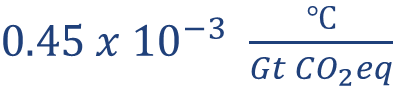 0.45 x 10⁻³ °C / Gt CO₂eq